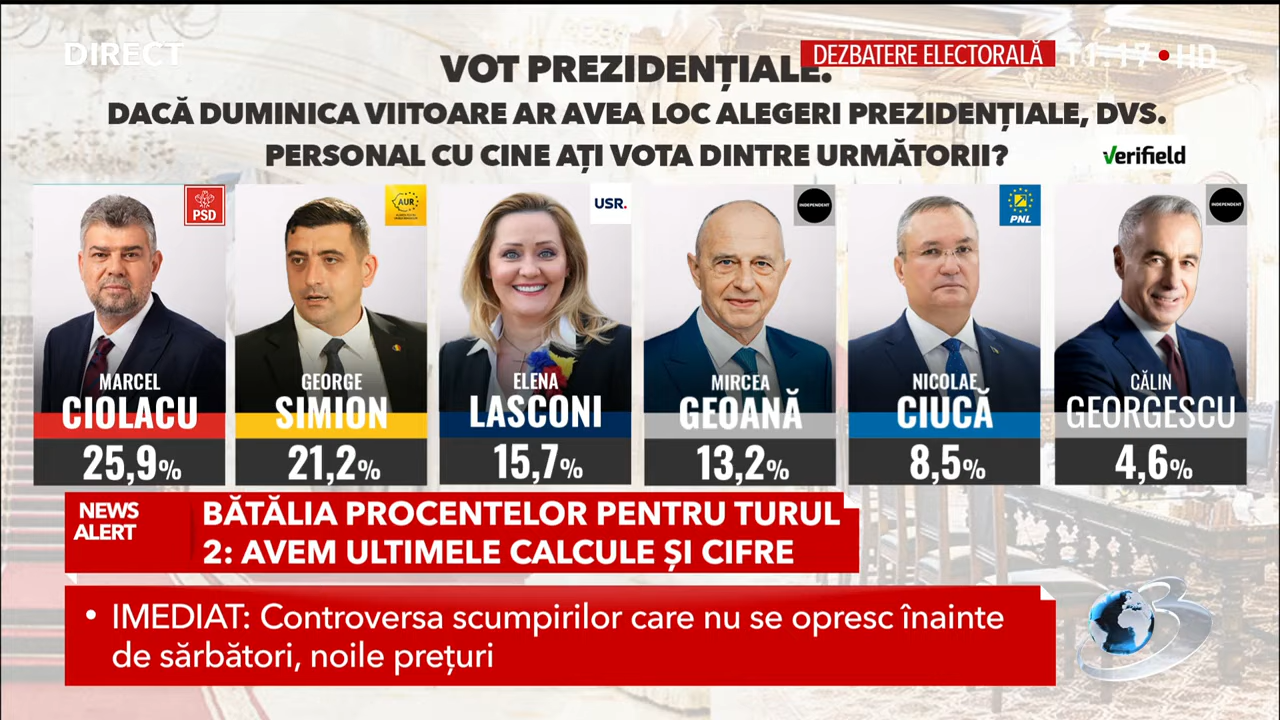 DIRECT
DEZBATERE ELECTORALĂ
11:17 • HD
VOT PREZIDENȚIALE.
DACĂ DUMINICA VIITOARE AR AVEA LOC ALEGERI PREZIDENȚIALE, DVS.
PERSONAL CU CINE AȚI VOTA DINTRE URMĂTORII?
Verifield
PSD
AUR
USR.
INDEPENDENT
PNL
INDEPENDENT
MARCEL
CIOLACU
25,9%
GEORGE
SIMION
21,2%
ELENA
LASCONI
15,7%
MIRCEA
GEOANĂ
13,2%
NICOLAE
CIUCĂ
8,5%
CĂLIN
GEORGESCU
4,6%
NEWS
ALERT
BĂTĂLIA PROCENTELOR PENTRU TURUL
2: AVEM ULTIMELE CALCULE ȘI CIFRE
• IMEDIAT: Controversa scumpirilor care nu se opresc înainte
de sărbători, noile prețuri
3